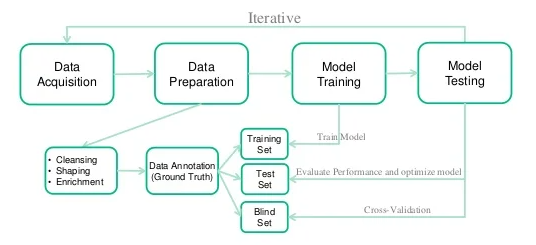 Iterative
Data
Acquisition
Data
Preparation
Model
Training
Model
Testing
• Cleansing
• Shaping
• Enrichment
Data Annotation
(Ground Truth)
Training
Set
Train Model
Test
Set
Evaluate Performance and optimize model
Blind
Set
Cross-Validation